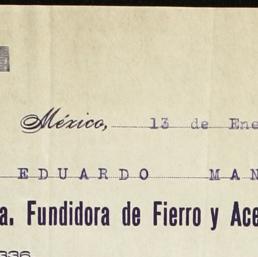 México, 13 de Ene
EDUARDO MAN
a. Fundidora de Fierro y Ace